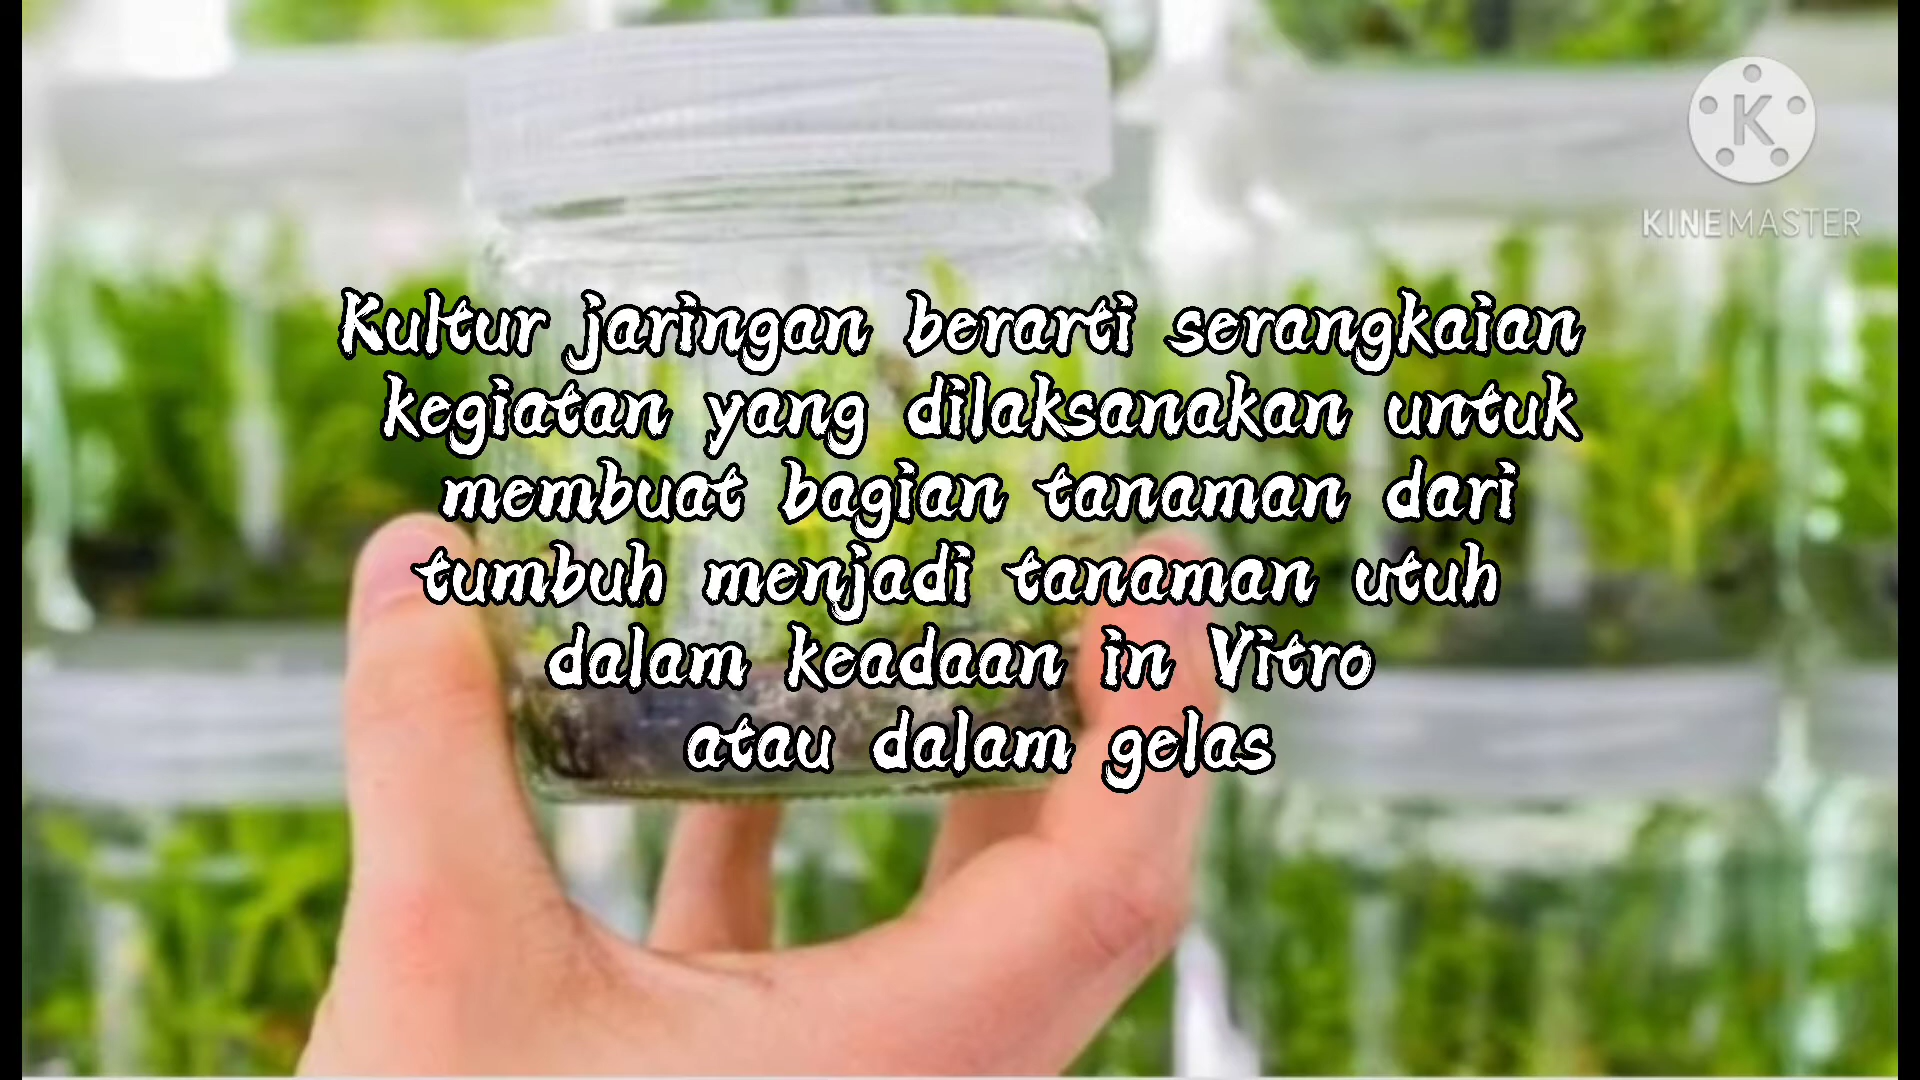 KINEMASTER
Kultur jaringan berarti serangkaian
kegiatan yang dilaksanakan untuk
membuat bagian tanaman dari
tumbuh menjadi tanaman utuh
dalam keadaan in Vitro
atau dalam gelas